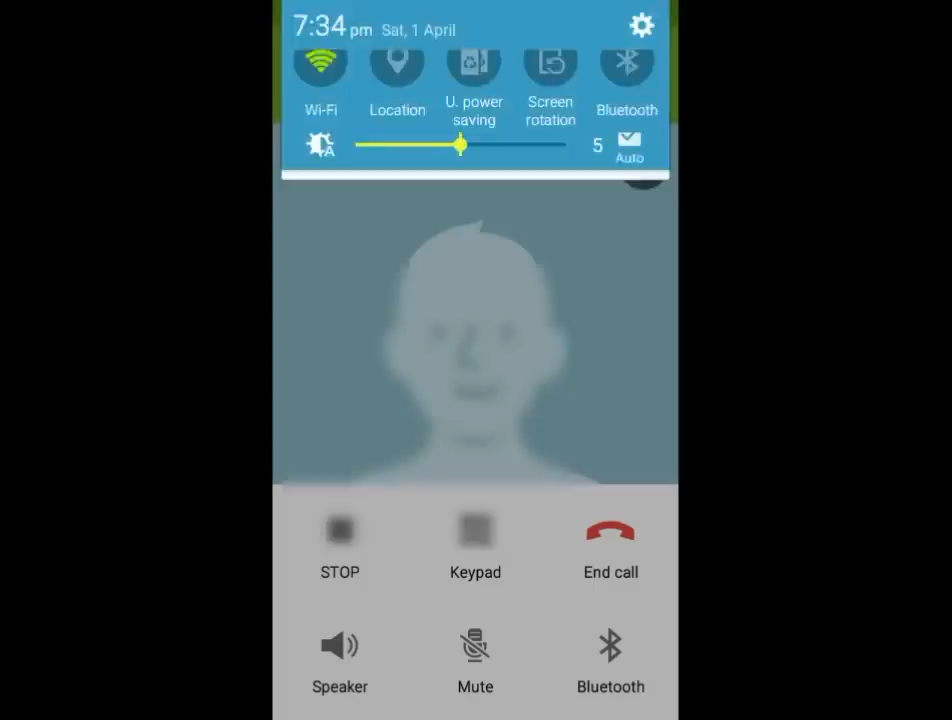 7:34 pm Sat, 1 April
Wi-Fi
Location
U. power
saving
Screen
rotation
Bluetooth
A
5
Auto
STOP
Keypad
End call
Speaker
Mute
Bluetooth